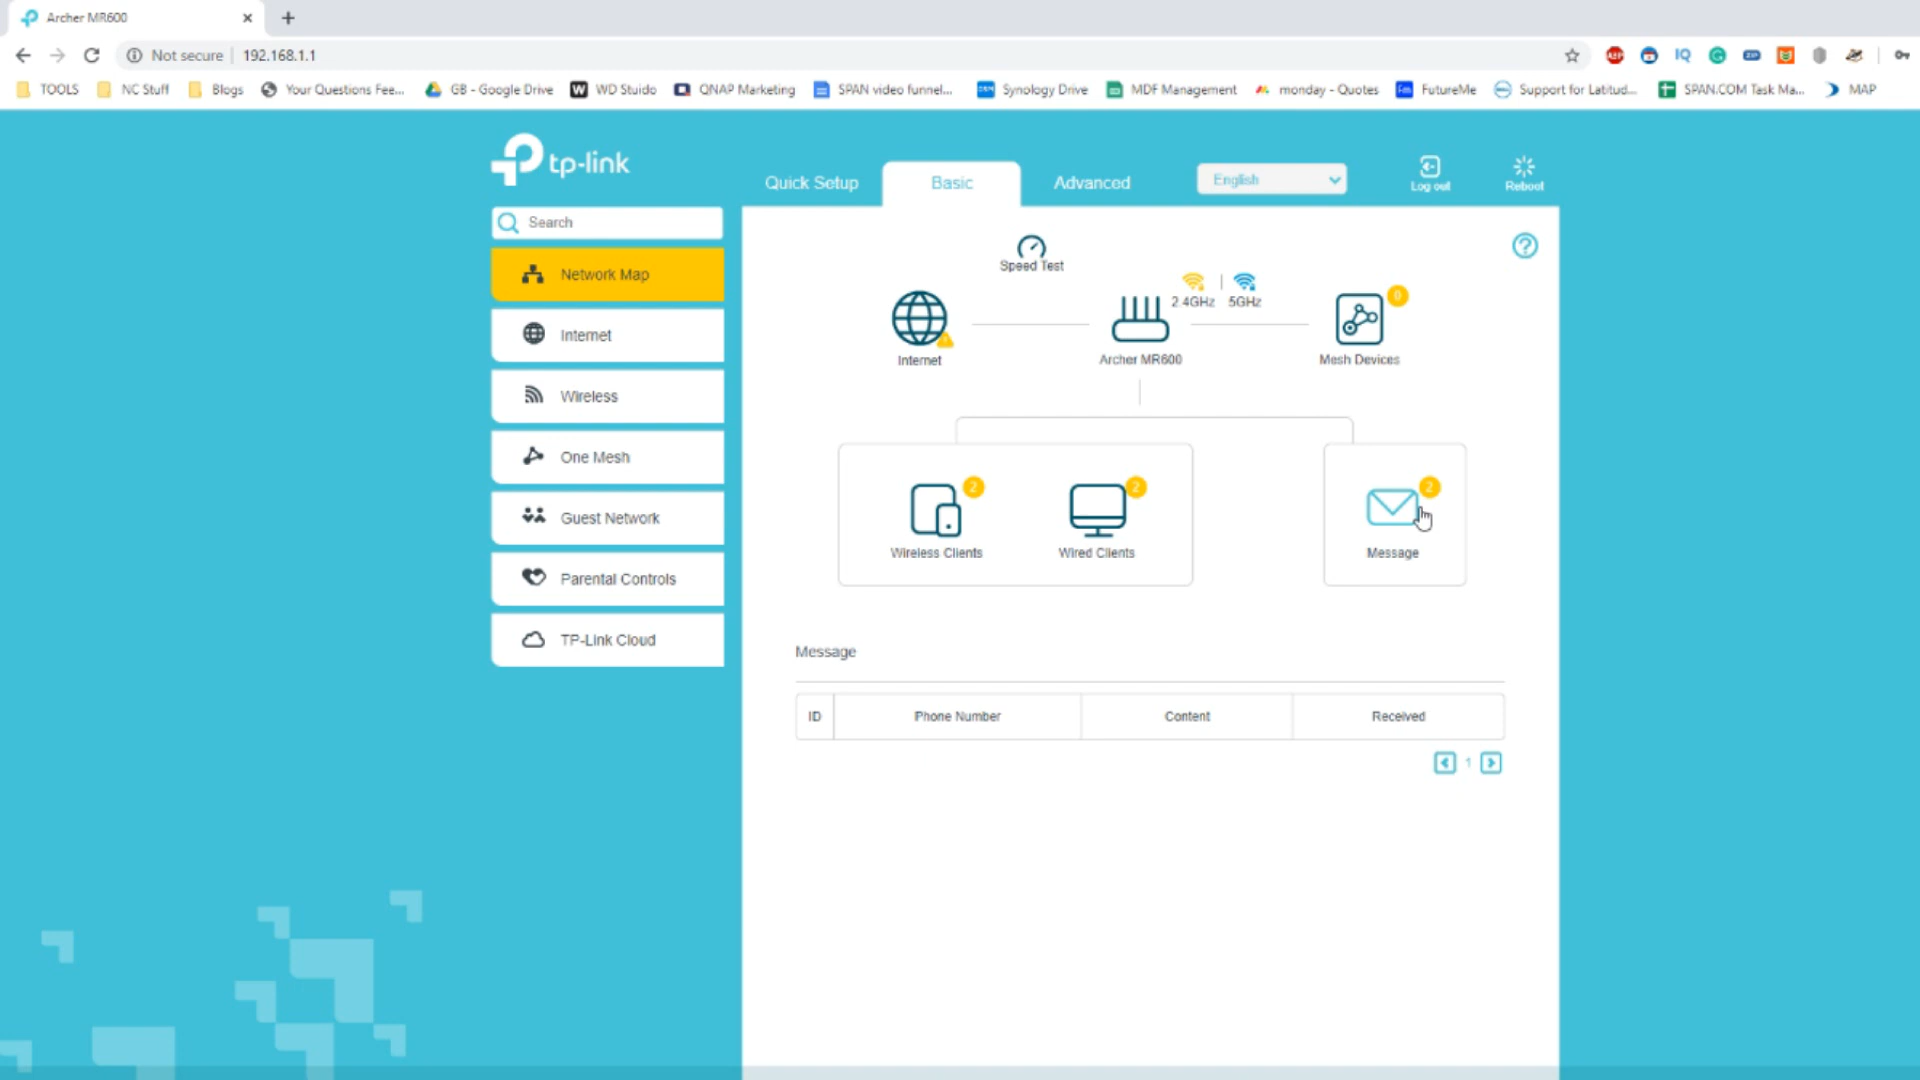 Archer MR600
Not secure | 192.168.1.1
TOOLS NC Stuff Blogs Your Questions Fee... GB - Google Drive WD Stuido QNAP Marketing SPAN video funnel... Synology Drive MDF Management monday - Quotes FutureMe Support for Latitud... SPAN.COM Task Ma... MAP
tp-link
Quick Setup Basic Advanced English Log out Reboot
Search
Network Map
Internet
Wireless
One Mesh
Guest Network
Parental Controls
TP-Link Cloud
Speed Test
2.4GHz | 5GHz
0
Internet Archer MR600 Mesh Devices
2 2 2
Wireless Clients Wired Clients Message
Message
ID Phone Number Content Received
1